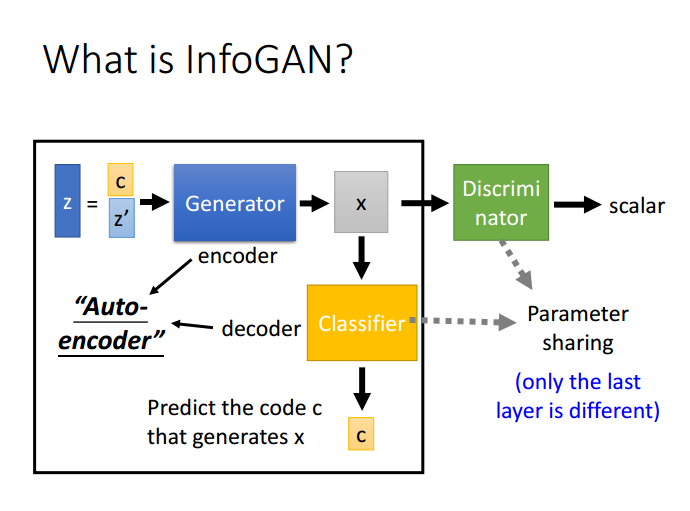 What is InfoGAN?
z
=
c
z’
Generator
x
Discrimi
nator
scalar
encoder
“Auto-
encoder”
decoder
Classifier
Parameter
sharing
(only the last
layer is different)
Predict the code c
that generates x
c